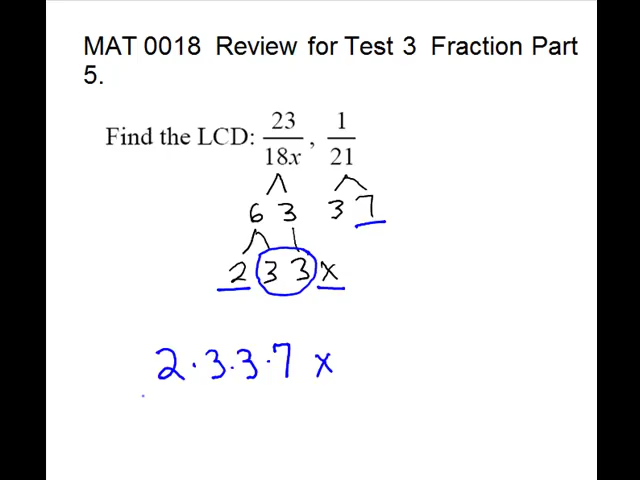 MAT 0018 Review for Test 3 Fraction Part
5.
Find the LCD: 23/18x , 1/21
6 3 3 7
2 3 3 x
2·3·3·7 x